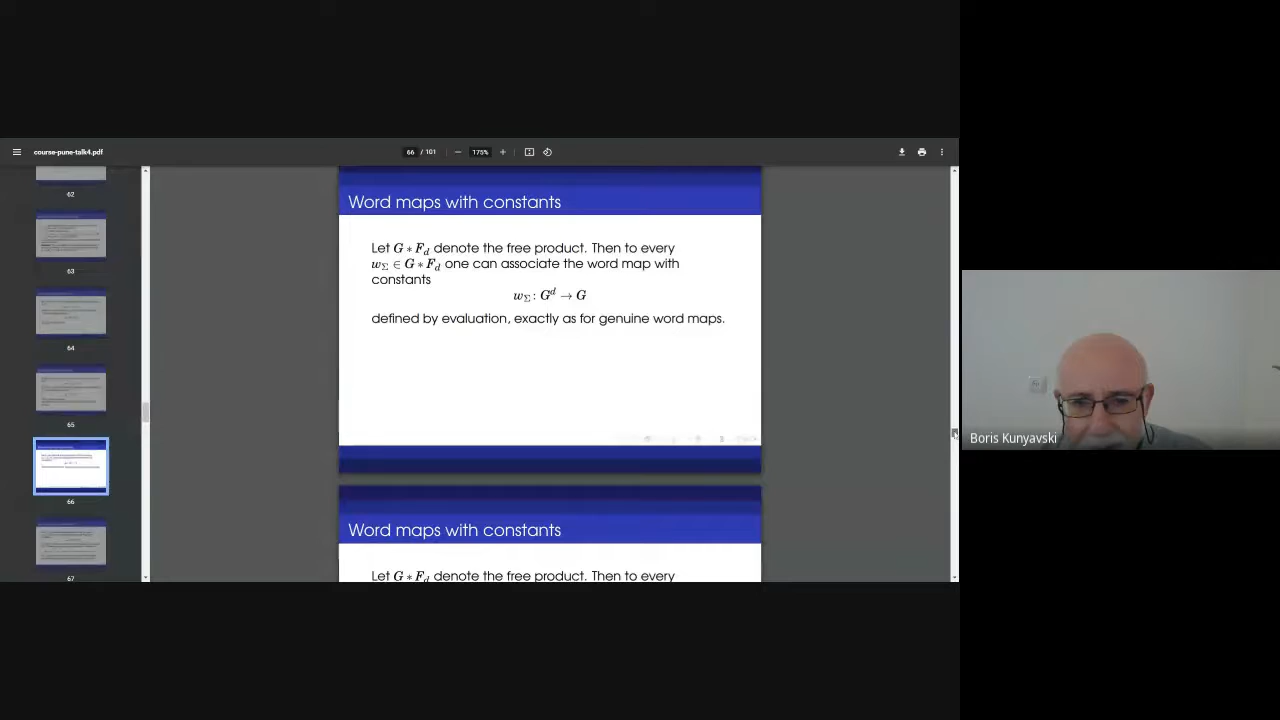 course-pune-talk4.pdf
66 / 101
175%
62
63
64
65
66
67
Word maps with constants
Let G ∗ F_d denote the free product. Then to every
w_Σ ∈ G ∗ F_d one can associate the word map with
constants
w_Σ : G^d → G
defined by evaluation, exactly as for genuine word maps.
Word maps with constants
Let G ∗ F_d denote the free product. Then to every
Boris Kunyavski